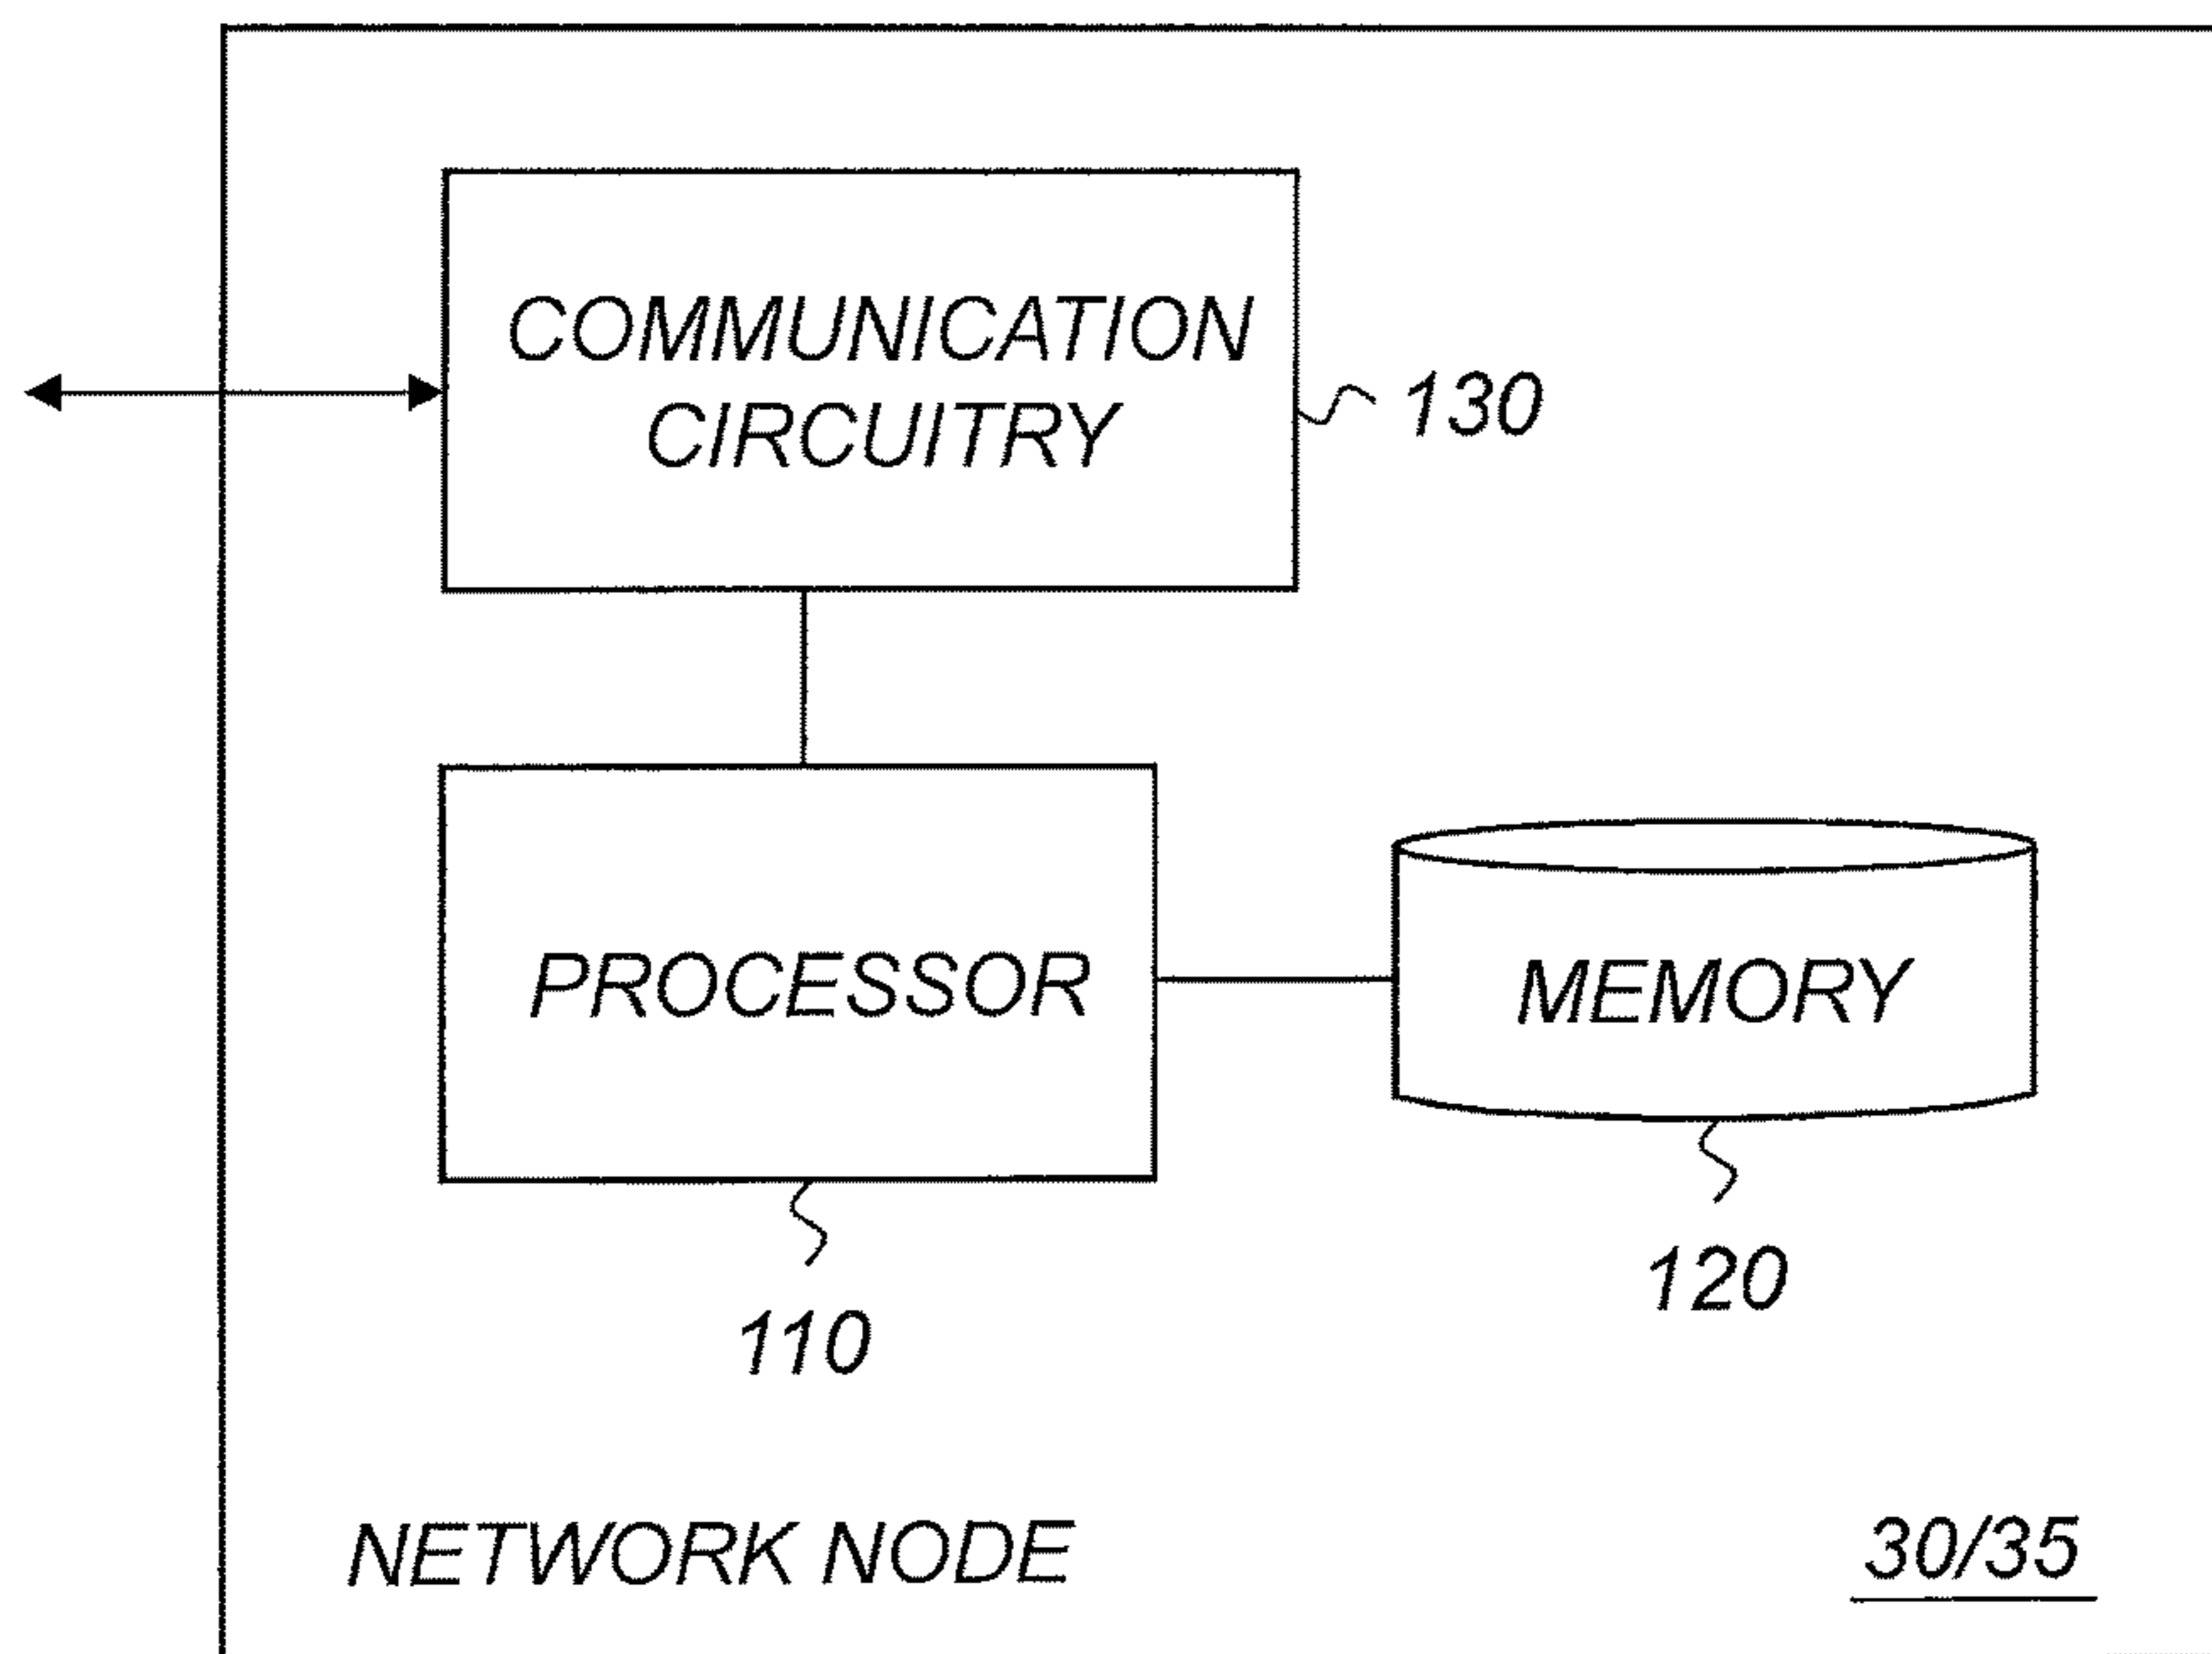 COMMUNICATION
CIRCUITRY
130
PROCESSOR
MEMORY
120
110
NETWORK NODE
30/35